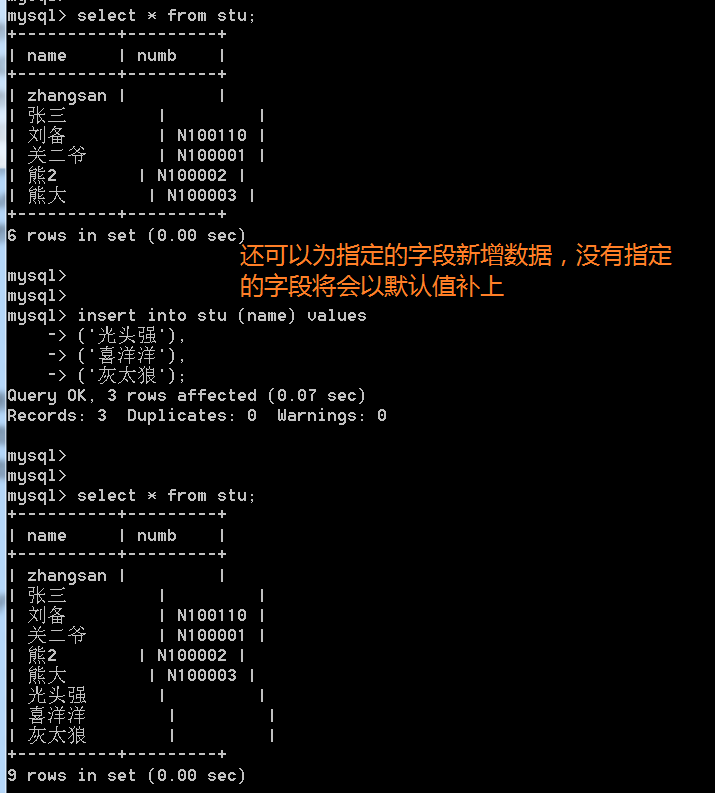 mysql> select * from stu;
+----------+---------+
| name     | numb    |
+----------+---------+
| zhangsan |         |
| 张三         |         |
| 刘备         | N100110 |
| 关二爷       | N100001 |
| 熊2        | N100002 |
| 熊大        | N100003 |
+----------+---------+
6 rows in set (0.00 sec)
还可以为指定的字段新增数据，没有指定
的字段将会以默认值补上
mysql>
mysql>
mysql> insert into stu (name) values
    -> ('光头强'),
    -> ('喜洋洋'),
    -> ('灰太狼');
Query OK, 3 rows affected (0.07 sec)
Records: 3  Duplicates: 0  Warnings: 0
mysql>
mysql>
mysql> select * from stu;
+----------+---------+
| name     | numb    |
+----------+---------+
| zhangsan |         |
| 张三         |         |
| 刘备         | N100110 |
| 关二爷       | N100001 |
| 熊2        | N100002 |
| 熊大        | N100003 |
| 光头强       |         |
| 喜洋洋        |         |
| 灰太狼        |         |
+----------+---------+
9 rows in set (0.00 sec)